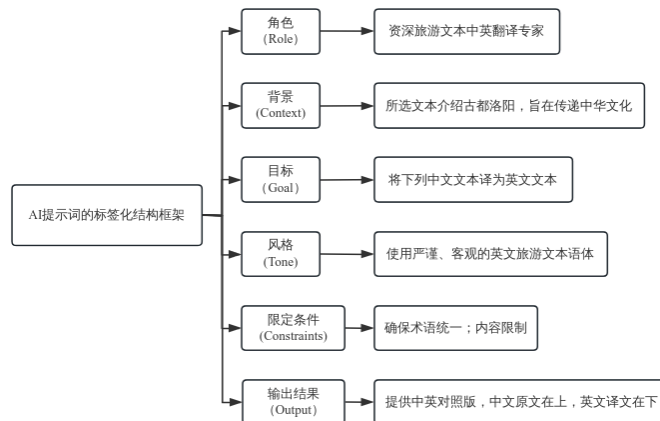 角色
（Role）
资深旅游文本中英翻译专家
背景
(Context)
所选文本介绍古都洛阳，旨在传递中华文化
目标
（Goal）
将下列中文文本译为英文文本
AI提示词的标签化结构框架
风格
(Tone)
使用严谨、客观的英文旅游文本语体
限定条件
(Constraints)
确保术语统一；内容限制
输出结果
（Output）
提供中英对照版，中文原文在上，英文译文在下